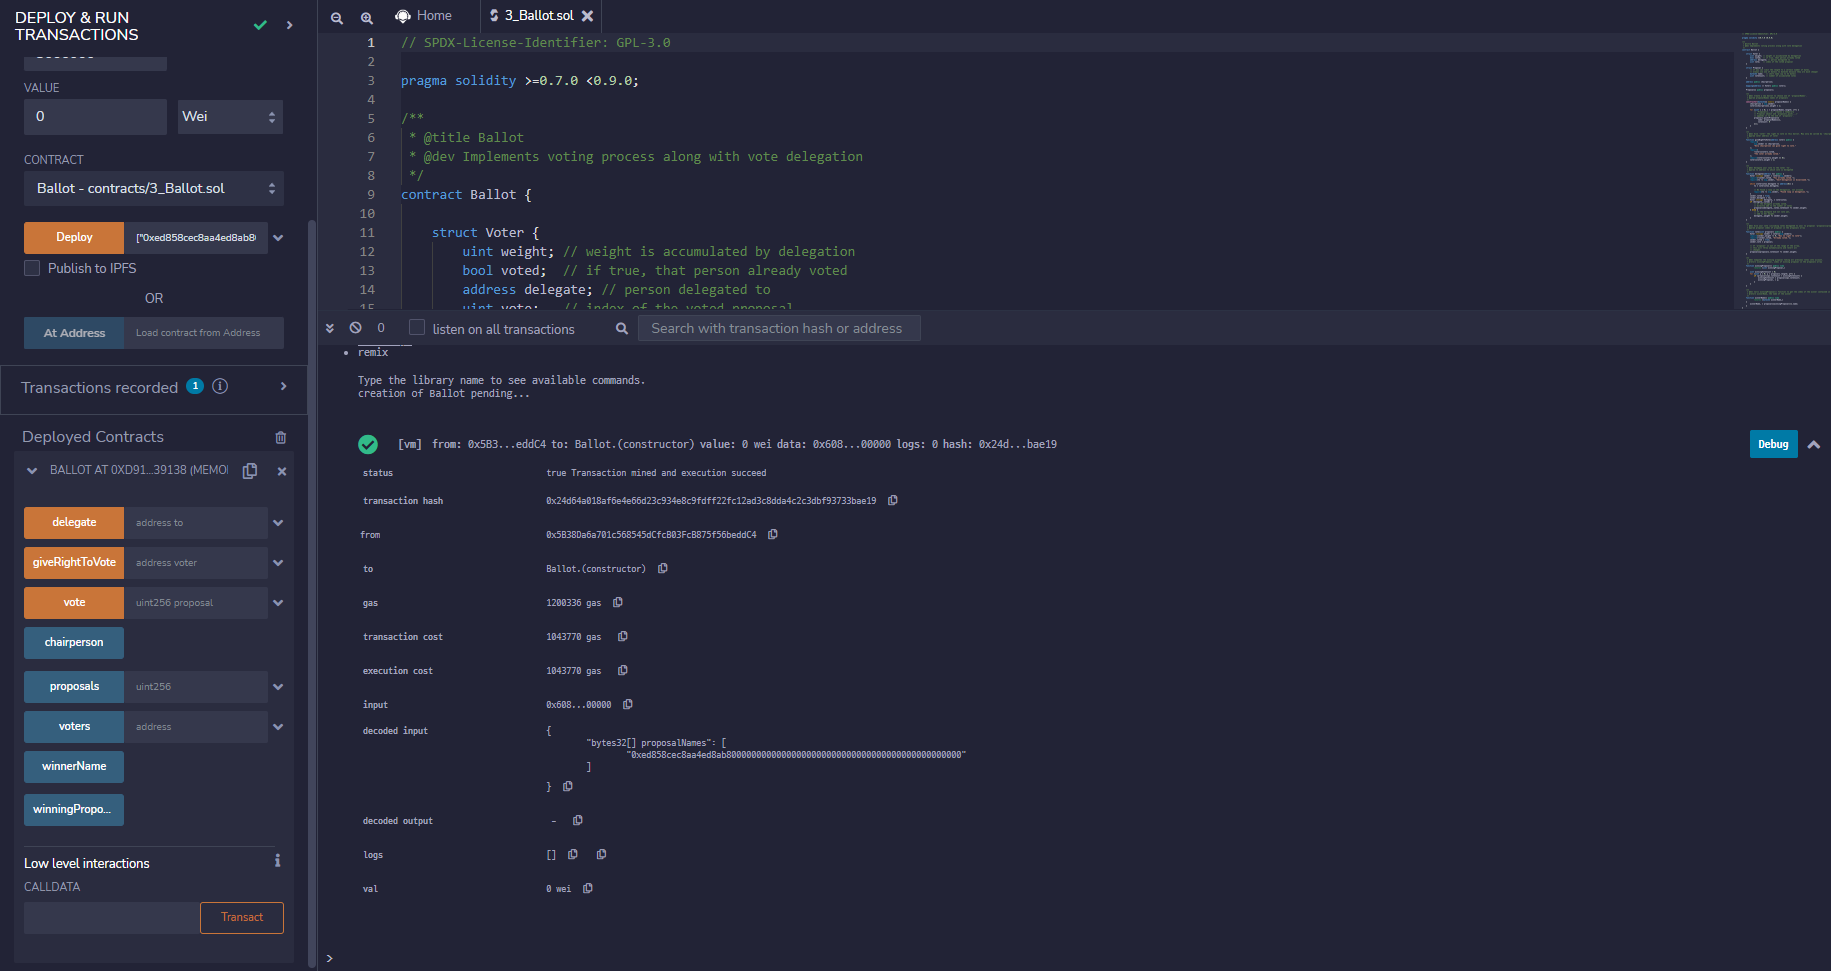 DEPLOY & RUN
TRANSACTIONS
VALUE
0
Wei
CONTRACT
Ballot - contracts/3_Ballot.sol
Deploy
["0xed858cec8aa4ed8ab8
Publish to IPFS
OR
At Address
Load contract from Address
Transactions recorded 1 i
Deployed Contracts
BALLOT AT 0XD91...39138 (MEMO
delegate
address to
giveRightToVote
address voter
vote
uint256 proposal
chairperson
proposals
uint256
voters
address
winnerName
winningPropo...
Low level interactions
i
CALLDATA
Transact
Home
3_Ballot.sol
1 // SPDX-License-Identifier: GPL-3.0
2
3 pragma solidity >=0.7.0 <0.9.0;
4
5 /**
6 * @title Ballot
7 * @dev Implements voting process along with vote delegation
8 */
9 contract Ballot {
10
11 struct Voter {
12 uint weight; // weight is accumulated by delegation
13 bool voted; // if true, that person already voted
14 address delegate; // person delegated to
15 uint vote; // index of the voted proposal
0
listen on all transactions
Search with transaction hash or address
• remix
Type the library name to see available commands.
creation of Ballot pending...
[vm] from: 0x5B3...eddC4 to: Ballot.(constructor) value: 0 wei data: 0x608...00000 logs: 0 hash: 0x24d...bae19
Debug
status true Transaction mined and execution succeed
transaction hash 0x24d64a018af6e4e66d23c934e8c9fdff22fc12ad3c8dda4c2c3dbf93733bae19
from 0x5B38Da6a701c568545dCfcB03FcB875f56beddC4
to Ballot.(constructor)
gas 1200336 gas
transaction cost 1043770 gas
execution cost 1043770 gas
input 0x608...00000
decoded input {
"bytes32[] proposalNames": [
"0xed858cec8aa4ed8ab80000000000000000000000000000000000000000000000"
]
}
decoded output -
logs []
val 0 wei
>